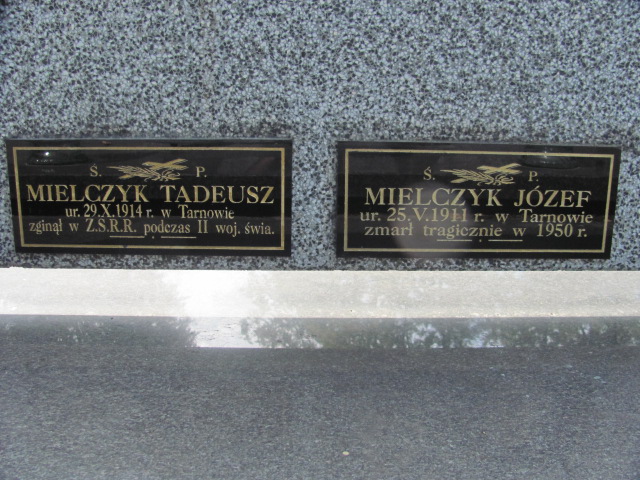 Ś. P.
MIELCZYK TADEUSZ
ur. 29.X.1914 r. w Tarnowie
zginął w Z.S.R.R. podczas II woj. świa.
Ś. P.
MIELCZYK JÓZEF
ur. 25.V.1911 r. w Tarnowie
zmarł tragicznie w 1950 r.